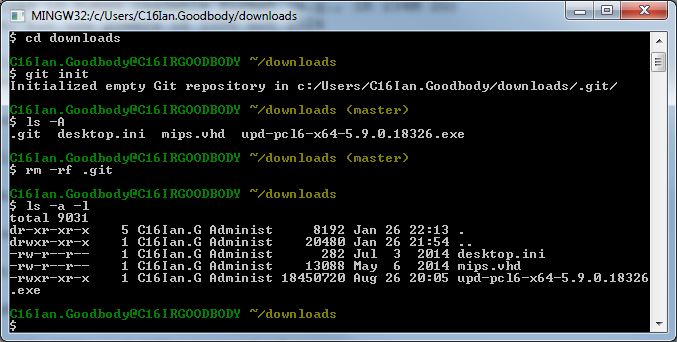 MINGW32:/c/Users/C16Ian.Goodbody/downloads
$ cd downloads
C16Ian.Goodbody@C16IRGOODBODY ~/downloads
$ git init
Initialized empty Git repository in c:/Users/C16Ian.Goodbody/downloads/.git/
C16Ian.Goodbody@C16IRGOODBODY ~/downloads (master)
$ ls -A
.git  desktop.ini  mips.vhd  upd-pcl6-x64-5.9.0.18326.exe
C16Ian.Goodbody@C16IRGOODBODY ~/downloads (master)
$ rm -rf .git
C16Ian.Goodbody@C16IRGOODBODY ~/downloads
$ ls -a -l
total 9031
dr-xr-xr-x    5 C16Ian.G Administ     8192 Jan 26 22:13 .
drwxr-xr-x    1 C16Ian.G Administ    20480 Jan 26 21:54 ..
-rw-r--r--    1 C16Ian.G Administ      282 Jul  3  2014 desktop.ini
-rw-r--r--    1 C16Ian.G Administ    13088 May  6  2014 mips.vhd
-rwxr-xr-x    1 C16Ian.G Administ 18450720 Aug 26 20:05 upd-pcl6-x64-5.9.0.18326
.exe
C16Ian.Goodbody@C16IRGOODBODY ~/downloads
$